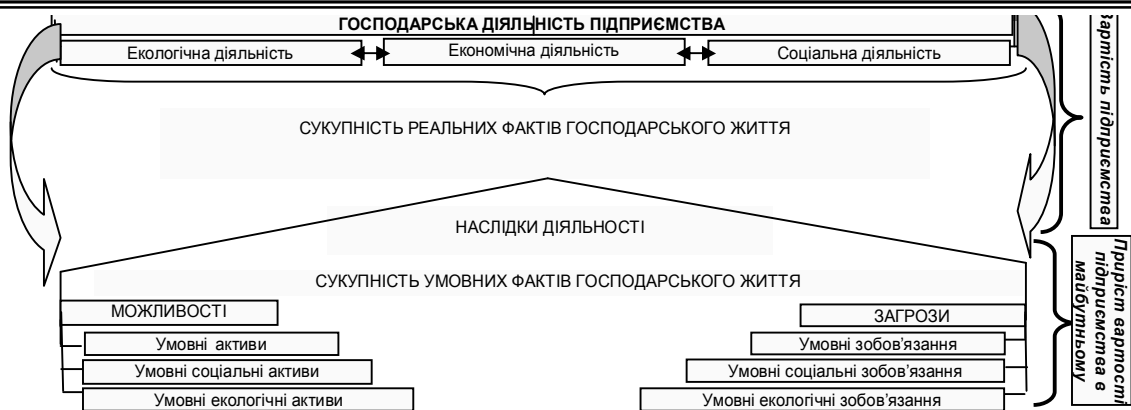 ГОСПОДАРСЬКА ДІЯЛЬНІСТЬ ПІДПРИЄМСТВА
Екологічна діяльність
Економічна діяльність
Соціальна діяльність
СУКУПНІСТЬ РЕАЛЬНИХ ФАКТІВ ГОСПОДАРСЬКОГО ЖИТТЯ
НАСЛІДКИ ДІЯЛЬНОСТІ
СУКУПНІСТЬ УМОВНИХ ФАКТІВ ГОСПОДАРСЬКОГО ЖИТТЯ
МОЖЛИВОСТІ
Умовні активи
Умовні соціальні активи
Умовні екологічні активи
ЗАГРОЗИ
Умовні зобов'язання
Умовні соціальні зобов'язання
Умовні екологічні зобов'язання
Вартість підприємства
Приріст вартості
підприємства в
майбутньому